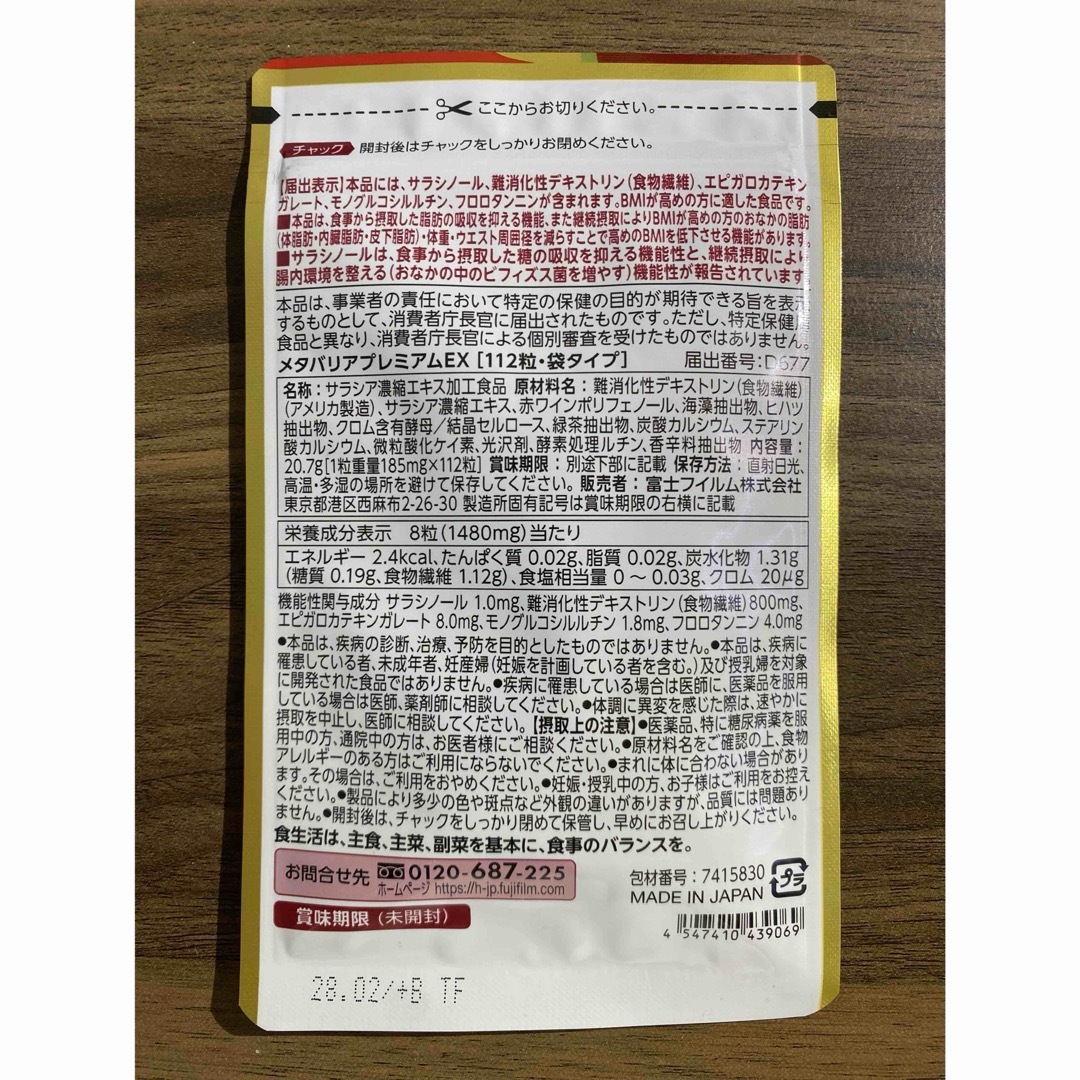 ここからお切りください。
チャック 開封後はチャックをしっかりお閉めください。
【届出表示】本品には、サラシノール、難消化性デキストリン(食物繊維)、エピガロカテキン
ガレート、モノグルコシルルチン、フロロタンニンが含まれます。BMIが高めの方に適した食品です。
■本品は、食事から摂取した脂肪の吸収を抑える機能、また継続摂取によりBMIが高めの方のおなかの脂肪
(体脂肪・内臓脂肪・皮下脂肪)・体重・ウエスト周囲径を減らすことで高めのBMIを低下させる機能があります。
■サラシノールは、食事から摂取した糖の吸収を抑える機能性と、継続摂取により
腸内環境を整える(おなかの中のビフィズス菌を増やす)機能性が報告されています
本品は、事業者の責任において特定の保健の目的が期待できる旨を表示
するものとして、消費者庁長官に届出されたものです。ただし、特定保健用
食品と異なり、消費者庁長官による個別審査を受けたものではありません。
メタバリアプレミアムEX [112粒・袋タイプ] 届出番号:D677
名称:サラシア濃縮エキス加工食品 原材料名:難消化性デキストリン(食物繊維)
(アメリカ製造)、サラシア濃縮エキス、赤ワインポリフェノール、海藻抽出物、ヒハツ
抽出物、クロム含有酵母/結晶セルロース、緑茶抽出物、炭酸カルシウム、ステアリン
酸カルシウム、微粒酸化ケイ素、光沢剤、酵素処理ルチン、香辛料抽出物 内容量:
20.7g[1粒重量185mg×112粒] 賞味期限:別途下部に記載 保存方法:直射日光、
高温・多湿の場所を避けて保存してください。販売者:富士フイルム株式会社
東京都港区西麻布2-26-30 製造所固有記号は賞味期限の右横に記載
栄養成分表示 8粒(1480mg)当たり
エネルギー 2.4kcal、たんぱく質 0.02g、脂質 0.02g、炭水化物 1.31g
(糖質 0.19g、食物繊維 1.12g)、食塩相当量 0~0.03g、クロム 20μg
機能性関与成分 サラシノール 1.0mg、難消化性デキストリン(食物繊維)800mg、
エピガロカテキンガレート 8.0mg、モノグルコシルルチン 1.8mg、フロロタンニン 4.0mg
●本品は、疾病の診断、治療、予防を目的としたものではありません。●本品は、疾病に
罹患している者、未成年者、妊産婦(妊娠を計画している者を含む。)及び授乳婦を対象
に開発された食品ではありません。●疾病に罹患している場合は医師に、医薬品を服用
している場合は医師、薬剤師に相談してください。●体調に異変を感じた際は、速やかに
摂取を中止し、医師に相談してください。【摂取上の注意】●医薬品、特に糖尿病薬を服
用中の方、通院中の方は、お医者様にご相談ください。●原材料名をご確認の上、食物
アレルギーのある方はご利用にならないでください。●まれに体に合わない場合があり
ます。その場合は、ご利用をおやめください。●妊娠・授乳中の方、お子様はご利用をお控え
ください。●製品により多少の色や斑点など外観の違いがありますが、品質には問題あり
ません。●開封後は、チャックをしっかり閉めて保管し、早めにお召し上がりください。
食生活は、主食、主菜、副菜を基本に、食事のバランスを。
お問合せ先 0120-687-225
ホームページ https://h-jp.fujifilm.com
包材番号:7415830
MADE IN JAPAN
プラ
賞味期限(未開封)
4 547410 439069
28.02/+B TF